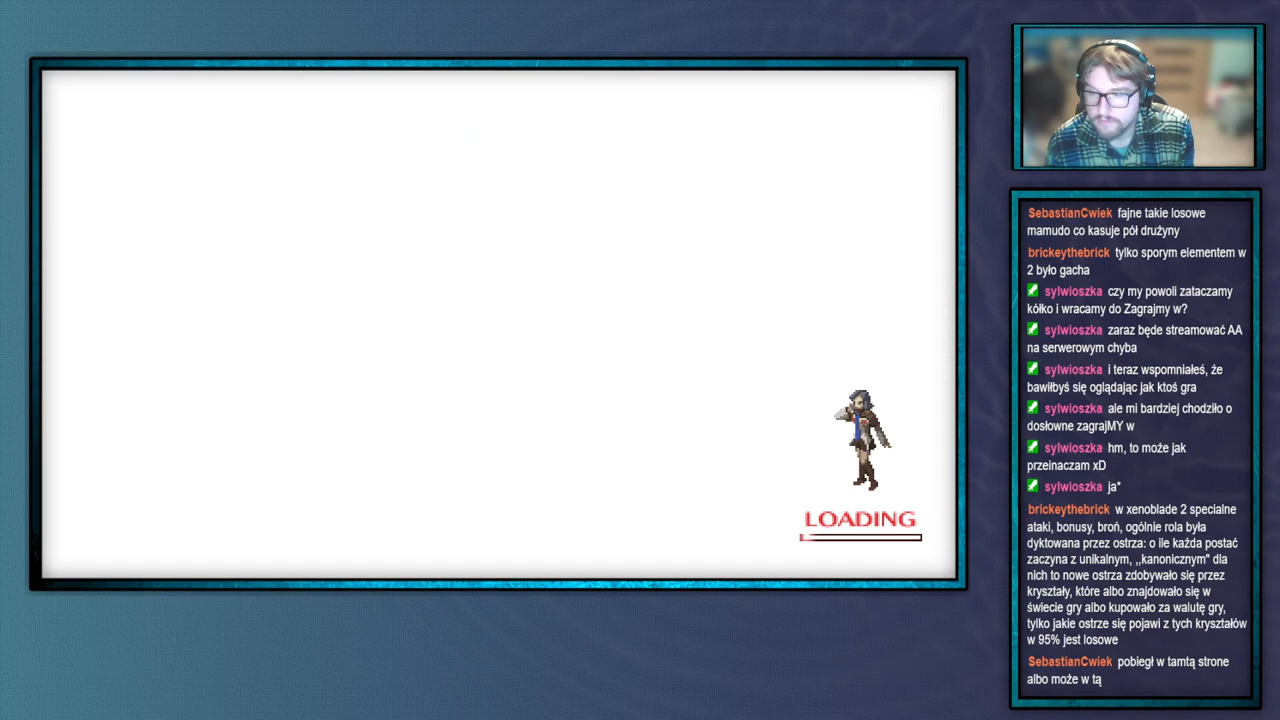 LOADING
SebastianCwiek fajne takie losowe
mamudo co kasuje pół drużyny
brickeythebrick tylko sporym elementem w
2 było gacha
sylwioszka czy my powoli zataczamy
kółko i wracamy do Zagrajmy w?
sylwioszka zaraz będe streamować AA
na serwerowym chyba
sylwioszka i teraz wspomniałeś, że
bawiłbyś się oglądając jak ktoś gra
sylwioszka ale mi bardziej chodziło o
dosłowne zagrajMY w
sylwioszka hm, to może jak
przeinaczam xD
sylwioszka ja*
brickeythebrick w xenoblade 2 specialne
ataki, bonusy, broń, ogólnie rola była
dyktowana przez ostrza: o ile każda postać
zaczyna z unikalnym, ,,kanonicznym" dla
nich to nowe ostrza zdobywało się przez
kryształy, które albo znajdowało się w
świecie gry albo kupowało za walutę gry,
tylko jakie ostrze się pojawi z tych kryształów
w 95% jest losowe
SebastianCwiek pobiegł w tamtą strone
albo może w tą